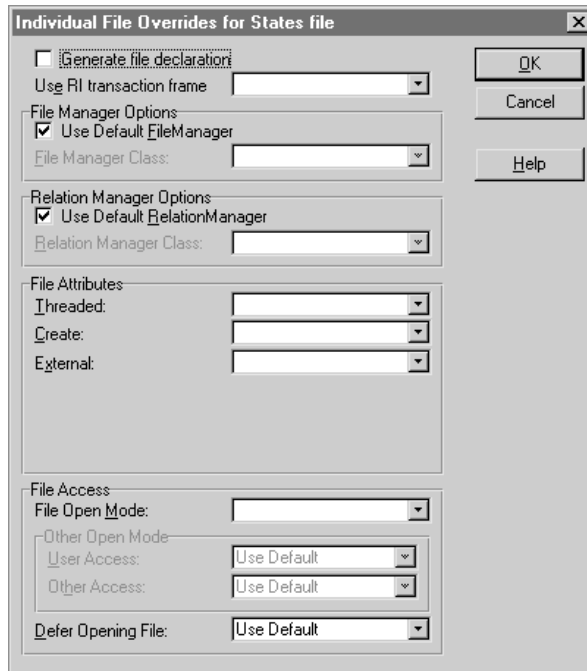 Individual File Overrides for States file
Generate file declaration
Use RI transaction frame
OK
Cancel
Help
File Manager Options
Use Default FileManager
File Manager Class:
Relation Manager Options
Use Default RelationManager
Relation Manager Class:
File Attributes
Threaded:
Create:
External:
File Access
File Open Mode:
Other Open Mode
User Access: Use Default
Other Access: Use Default
Defer Opening File: Use Default